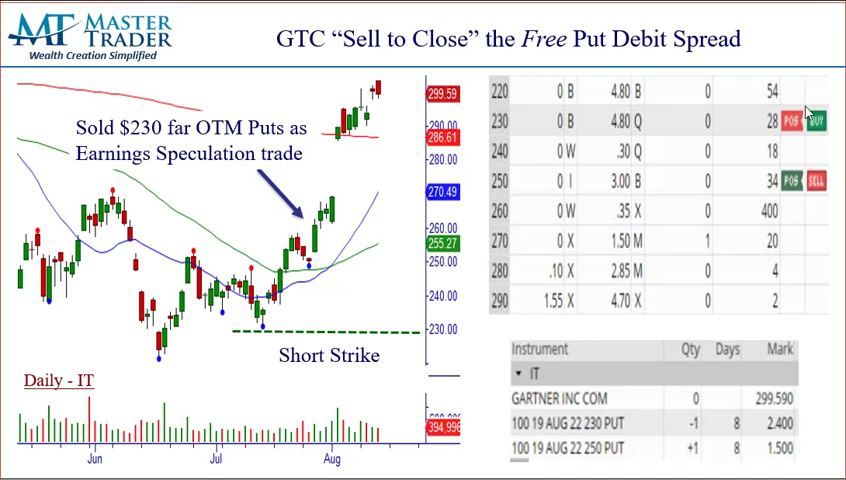 MT MASTER TRADER
Wealth Creation Simplified
GTC “Sell to Close” the Free Put Debit Spread
Sold $230 far OTM Puts as
Earnings Speculation trade
299.59
290.00
286.61
280.00
270.49
260.00
255.27
250.00
240.00
230.00
Short Strike
Daily - IT
394,996
Jun Jul Aug
220 0 B 4.80 B 0 54
230 0 B 4.80 Q 0 28 POS BUY
240 0 W .30 Q 0 18
250 0 I 3.00 B 0 34 POS SELL
260 0 W .35 X 0 400
270 0 X 1.50 M 1 20
280 .10 X 2.85 M 0 4
290 1.55 X 4.70 X 0 2
Instrument Qty Days Mark
IT
GARTNER INC COM 0 299.590
100 19 AUG 22 230 PUT -1 8 2.400
100 19 AUG 22 250 PUT +1 8 1.500